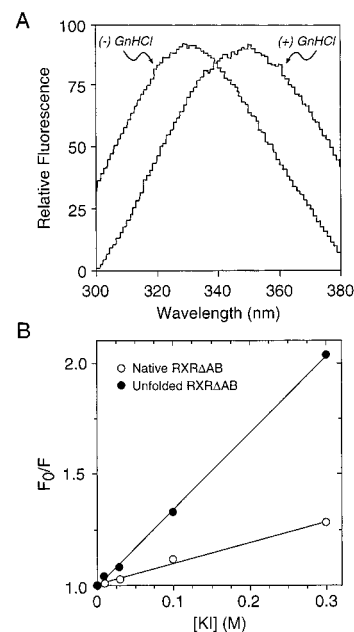 A
100
(-) GnHCl
(+) GnHCl
75
50
25
0
Relative Fluorescence
300
320
340
360
380
Wavelength (nm)
B
2.0
1.5
1.0
F0/F
○ Native RXRΔAB
● Unfolded RXRΔAB
0
0.1
0.2
0.3
[KI] (M)